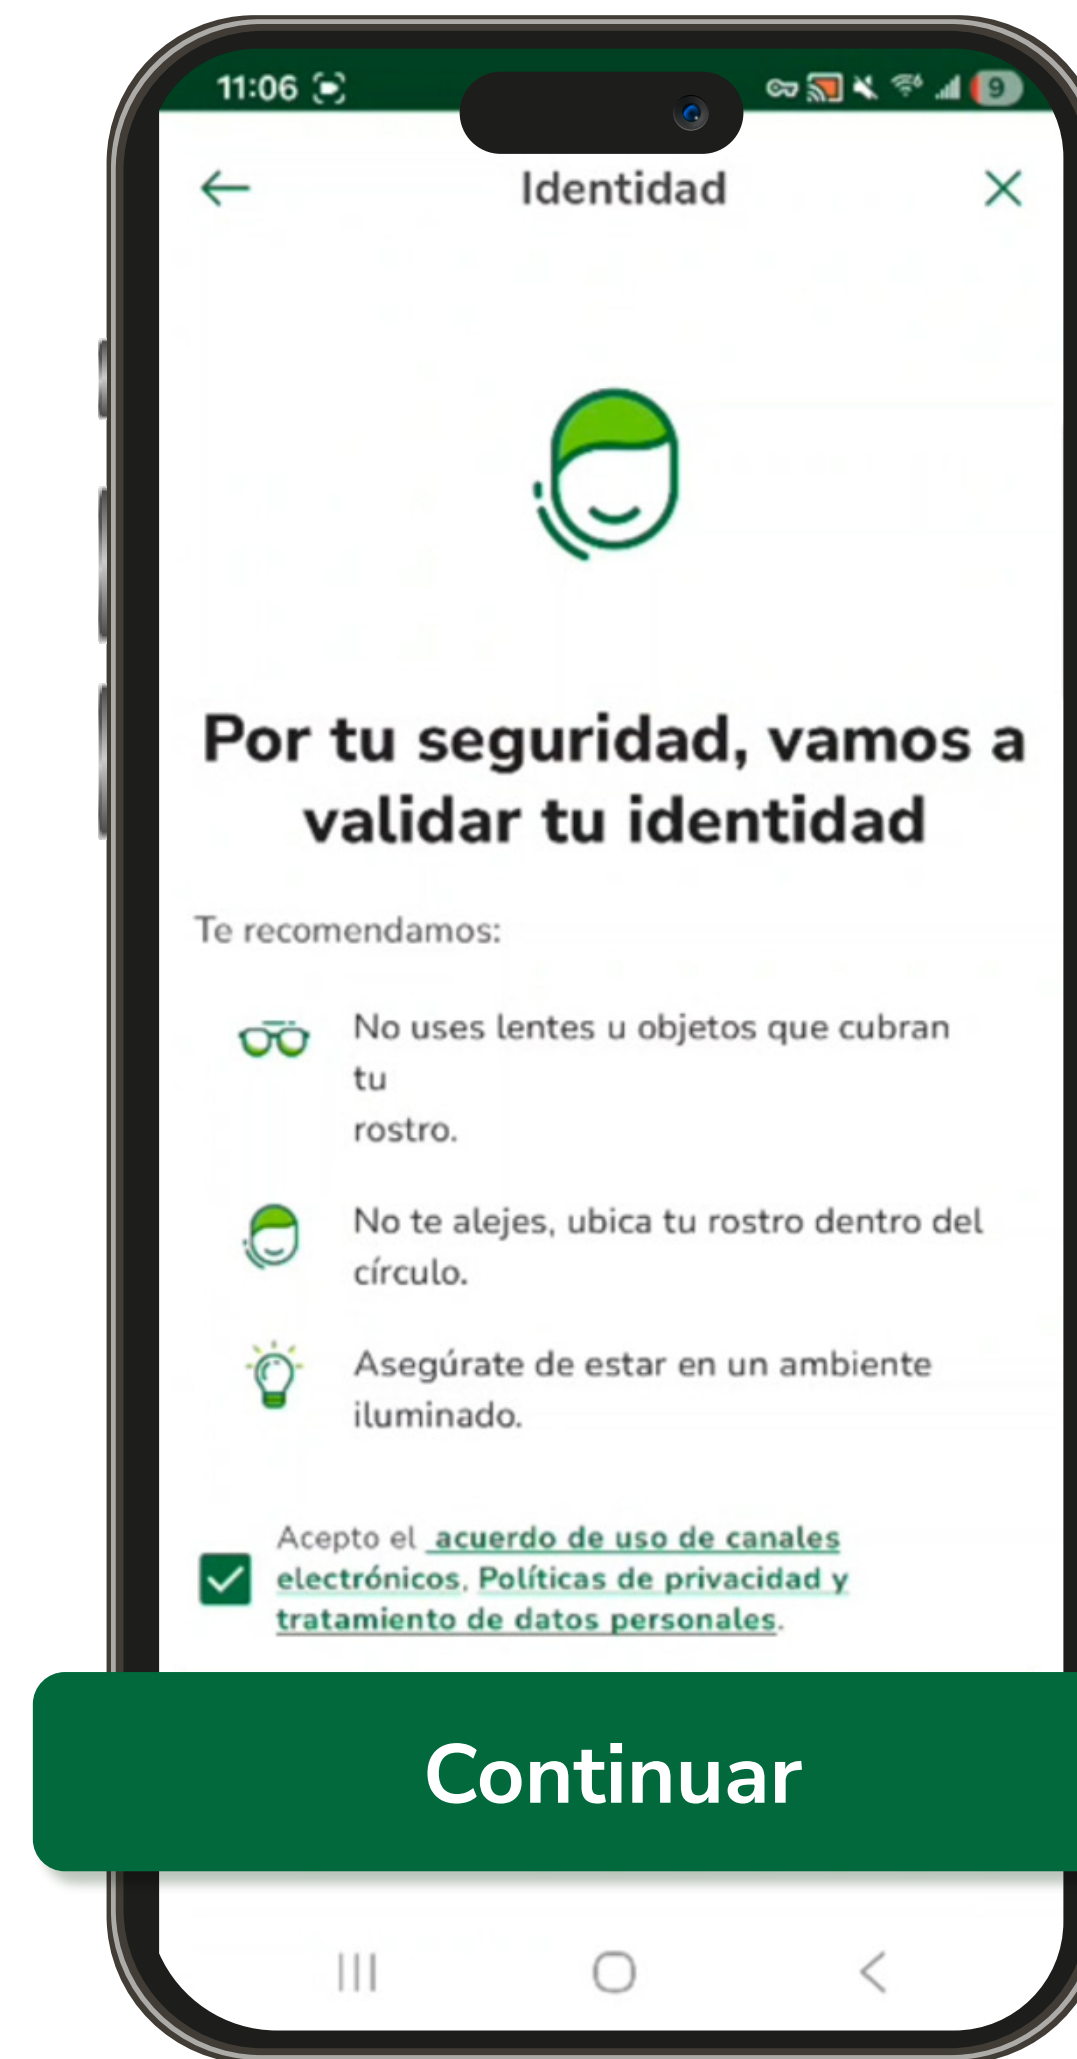 11:06
9
Identidad
Por tu seguridad, vamos a
validar tu identidad
Te recomendamos:
No uses lentes u objetos que cubran
tu
rostro.
No te alejes, ubica tu rostro dentro del
círculo.
Asegúrate de estar en un ambiente
iluminado.
Acepto el acuerdo de uso de canales
electrónicos, Políticas de privacidad y
tratamiento de datos personales.
Continuar